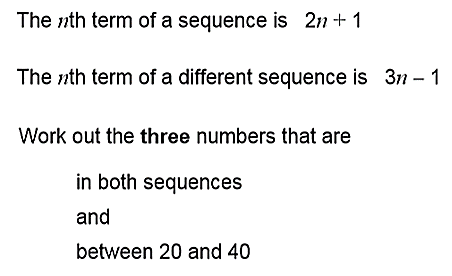 The nth term of a sequence is 2n + 1
The nth term of a different sequence is 3n – 1
Work out the three numbers that are
in both sequences
and
between 20 and 40